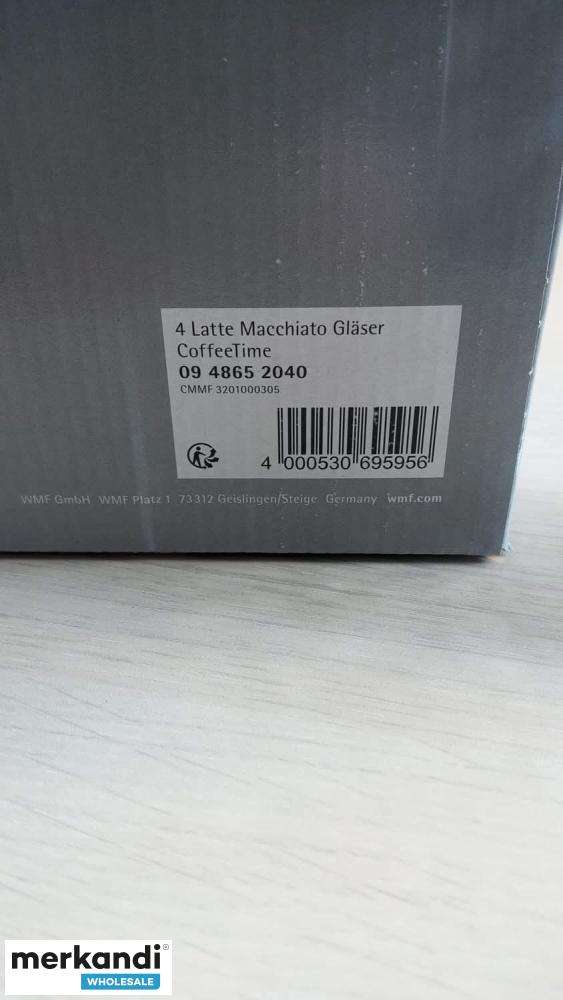 4 Latte Macchiato Gläser
CoffeeTime
09 4865 2040
CMMF 3201000305
4 000530 695956
WMF GmbH WMF Platz 1 73312 Geislingen/Steige Germany wmf.com
merkandi®
WHOLESALE